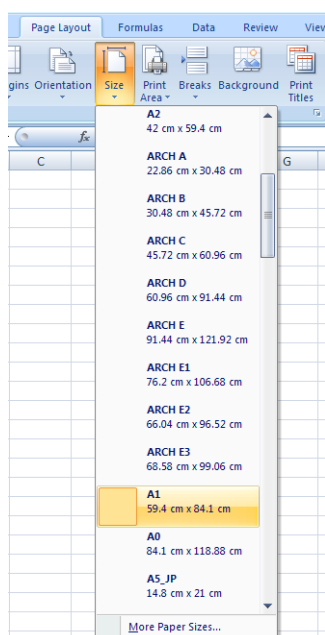 Page Layout Formulas Data Review View
gins Orientation Size Print Area Breaks Background Print Titles
fx
C G
A2
42 cm x 59.4 cm
ARCH A
22.86 cm x 30.48 cm
ARCH B
30.48 cm x 45.72 cm
ARCH C
45.72 cm x 60.96 cm
ARCH D
60.96 cm x 91.44 cm
ARCH E
91.44 cm x 121.92 cm
ARCH E1
76.2 cm x 106.68 cm
ARCH E2
66.04 cm x 96.52 cm
ARCH E3
68.58 cm x 99.06 cm
A1
59.4 cm x 84.1 cm
A0
84.1 cm x 118.88 cm
A5_JP
14.8 cm x 21 cm
More Paper Sizes...